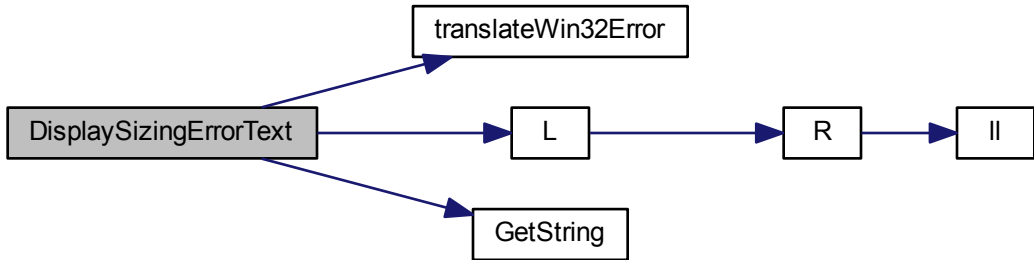 translateWin32Error
DisplaySizingErrorText
L
R
ll
GetString